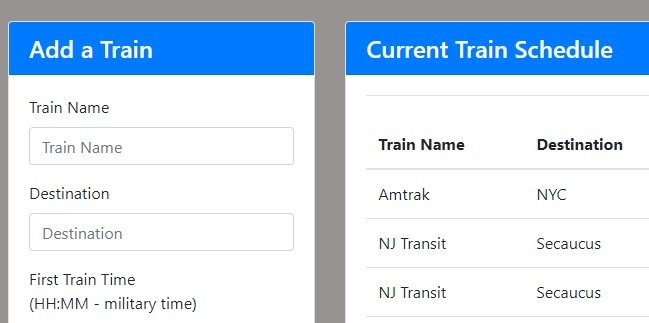 Add a Train
Train Name
Train Name
Destination
Destination
First Train Time
(HH:MM - military time)
Current Train Schedule
Train Name Destination
Amtrak NYC
NJ Transit Secaucus
NJ Transit Secaucus